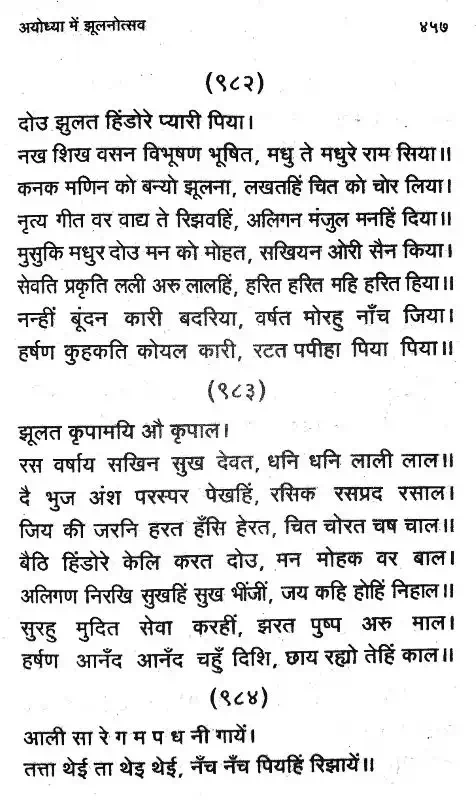 अयोध्या में झूलनोत्सव ४५७
(९८२)
दोउ झुलत हिंडोरे प्यारी पिया।
नख शिख वसन विभूषण भूषित, मधु ते मधुरे राम सिया॥
कनक मणिन को बन्यो झूलना, लखतहिं चित को चोर लिया।
नृत्य गीत वर वाद्य ते रिझवहिं, अलिगन मंजुल मनहिं दिया॥
मुसुकि मधुर दोउ मन को मोहत, सखियन ओरी सैन किया।
सेवति प्रकृति लली अरु लालहिं, हरित हरित महि हरित हिया॥
नन्हीं बूंदन कारी बदरिया, वर्षत मोरहु नाँच जिया।
हर्षण कुहकति कोयल कारी, रटत पपीहा पिया पिया॥
(९८३)
झूलत कृपामयि औ कृपाल।
रस वर्षाय सखिन सुख देवत, धनि धनि लाली लाल॥
दै भुज अंश परस्पर पेखहिं, रसिक रसप्रद रसाल।
जिय की जरनि हरत हँसि हेरत, चित चोरत चष चाल॥
बैठि हिंडोरे केलि करत दोउ, मन मोहक वर बाल।
अलिगण निरखि सुखहिं सुख भींजीं, जय कहि होहिं निहाल॥
सुरहु मुदित सेवा करहीं, झरत पुष्प अरु माल।
हर्षण आनँद आनँद चहुँ दिशि, छाय रह्यो तेहिं काल॥
(९८४)
आली सा रे ग म प ध नी गायें।
तत्ता थेई ता थेइ थेई, नँच नँच पियहिं रिझायें॥